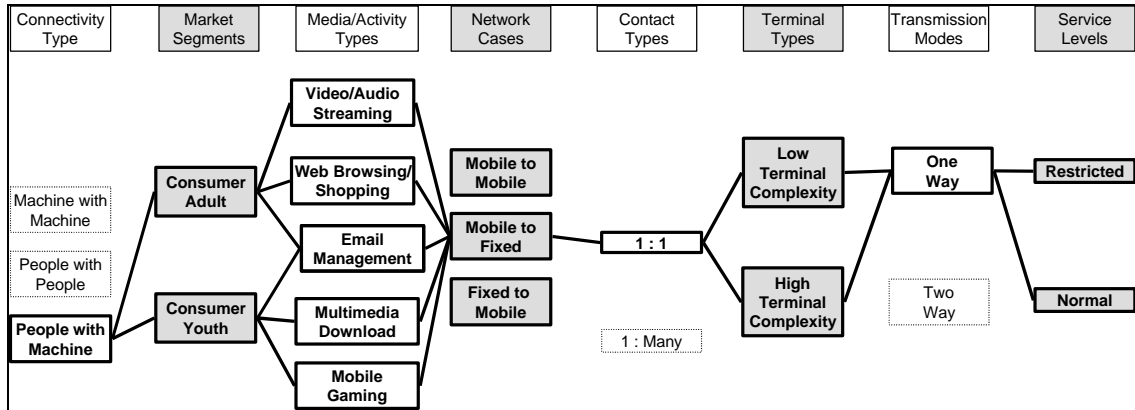 Connectivity
Type
Market
Segments
Media/Activity
Types
Network
Cases
Contact
Types
Terminal
Types
Transmission
Modes
Service
Levels
Video/Audio
Streaming
Web Browsing/
Shopping
Email
Management
Multimedia
Download
Mobile
Gaming
Consumer
Adult
Consumer
Youth
Machine with
Machine
People with
People
People with
Machine
Mobile to
Mobile
Mobile to
Fixed
Fixed to
Mobile
1 : 1
1 : Many
Low
Terminal
Complexity
High
Terminal
Complexity
One
Way
Two
Way
Restricted
Normal